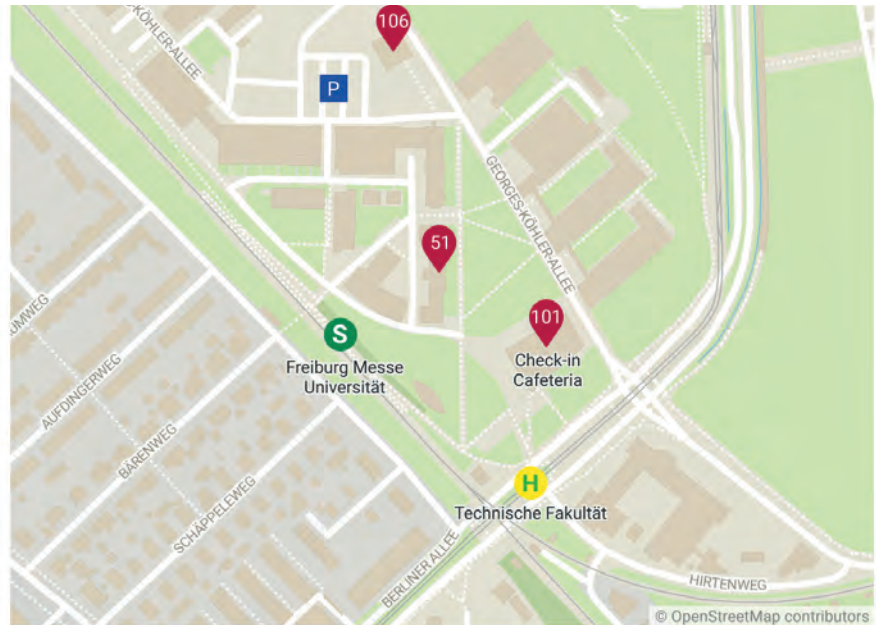 106
-KÖHLER-ALLEE
P
GEORGES-KÖHLER-ALLEE
51
101
Check-in
Cafeteria
S
Freiburg Messe
Universität
UMWEG
AUFDINGERWEG
BÄRENWEG
SCHÄPPELEWEG
H
Technische Fakultät
BERLINER ALLEE
HIRTENWEG
© OpenStreetMap contributors